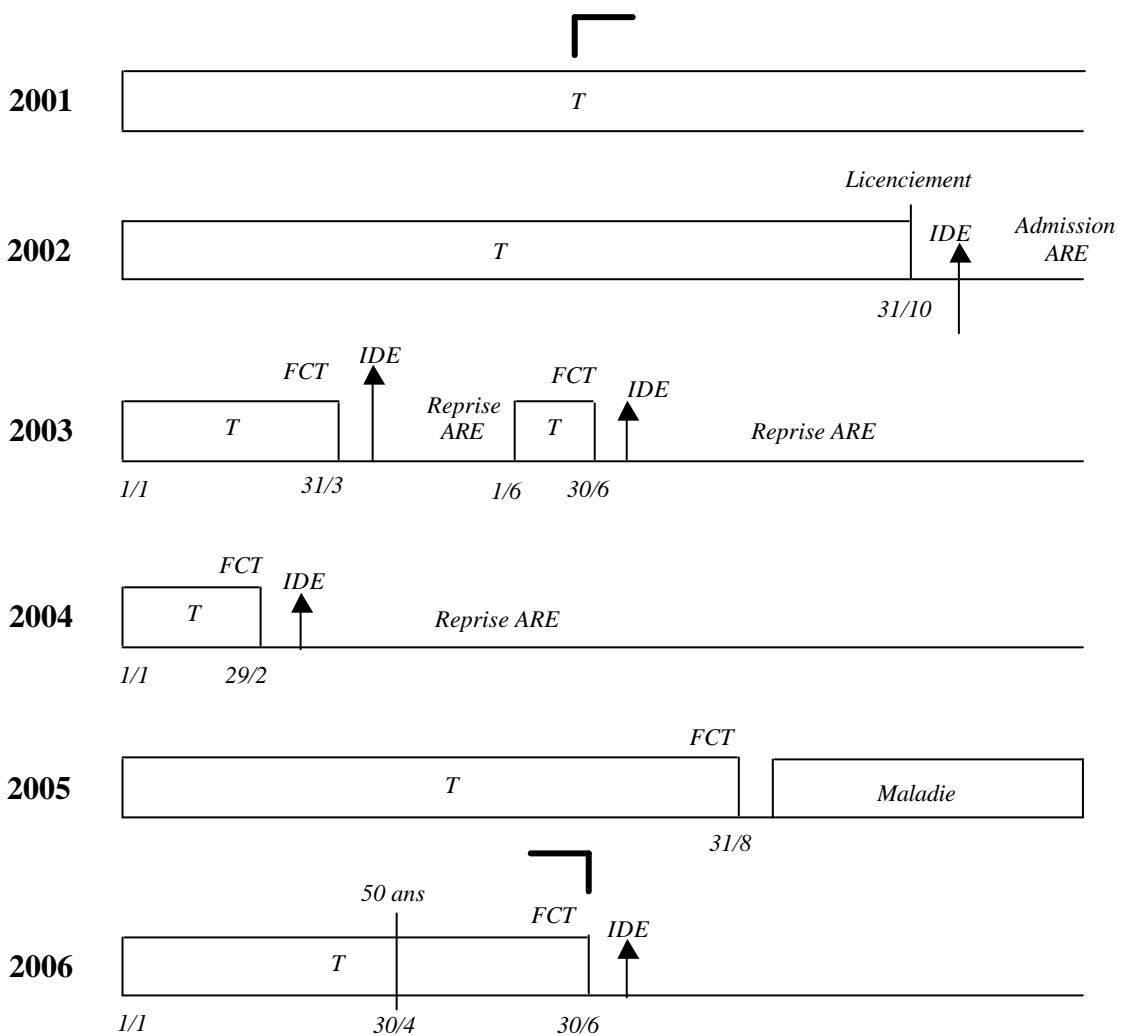 2001
T
Licenciement
2002
T
IDE
Admission
ARE
31/10
2003
FCT
IDE
T
Reprise
ARE
FCT
T
IDE
Reprise ARE
1/1
31/3
1/6
30/6
2004
FCT
IDE
T
Reprise ARE
1/1
29/2
2005
FCT
T
Maladie
31/8
2006
50 ans
FCT
IDE
T
1/1
30/4
30/6